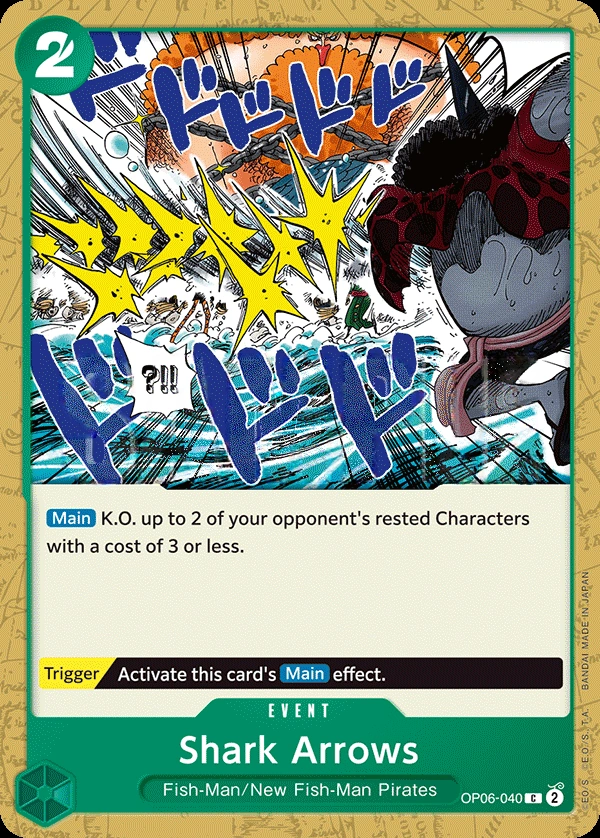 2
ドドドドド
?!!
ドドド
Main K.O. up to 2 of your opponent's rested Characters
with a cost of 3 or less.
Trigger Activate this card's Main effect.
EVENT
Shark Arrows
Fish-Man/New Fish-Man Pirates
OP06-040 C 2
©E.O.S. ©E.O.S.,T.A. BANDAI MADE IN JAPAN